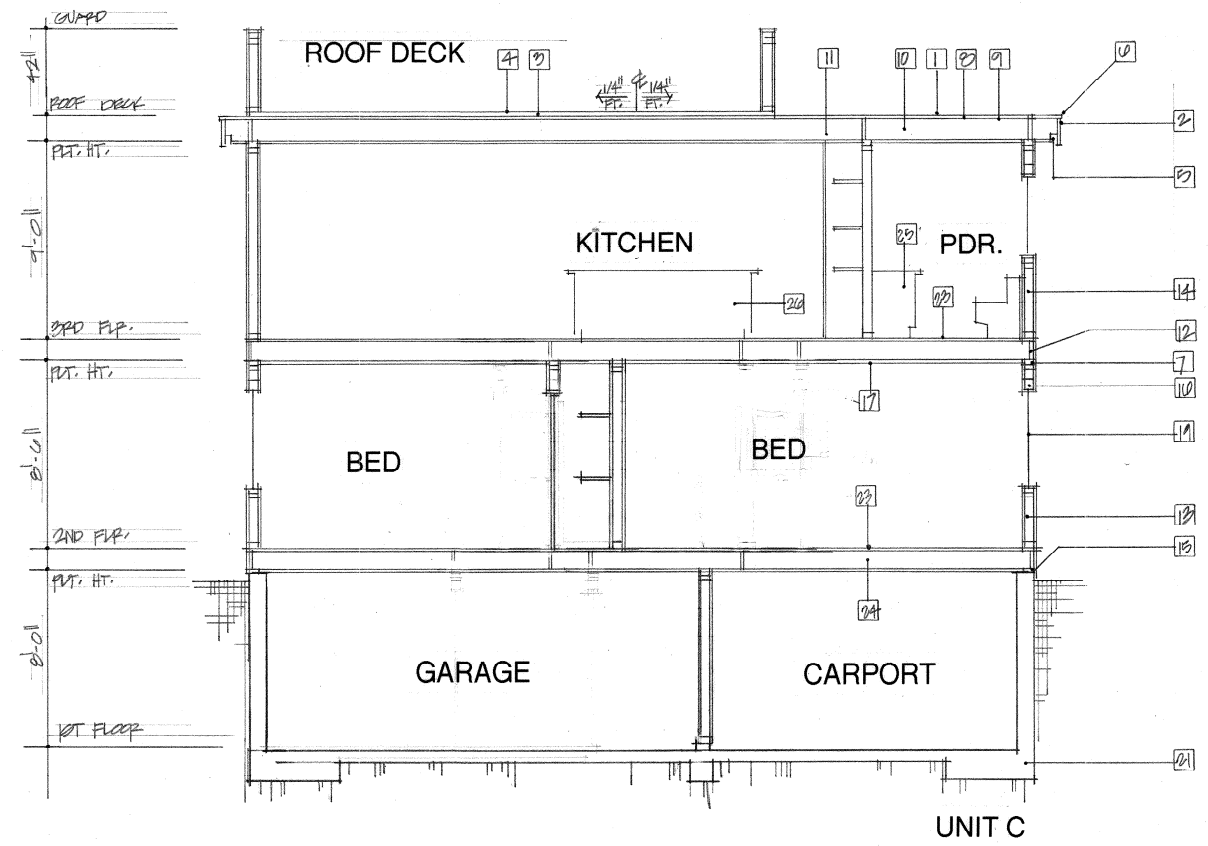 GUARD
ROOF DECK
4 3 11 10 1 8 9 6
42"
1/4" ℄ 1/4"
FT. FT.
ROOF DECK
2
PLT. HT.
5
9'-0"
KITCHEN
25
PDR.
26
23
14
3RD FLR.
12
PLT. HT.
7
17
16
19
8'-0"
BED
BED
23
13
2ND FLR.
15
PLT. HT.
24
8'-0"
GARAGE
CARPORT
1ST FLOOR
21
UNIT C